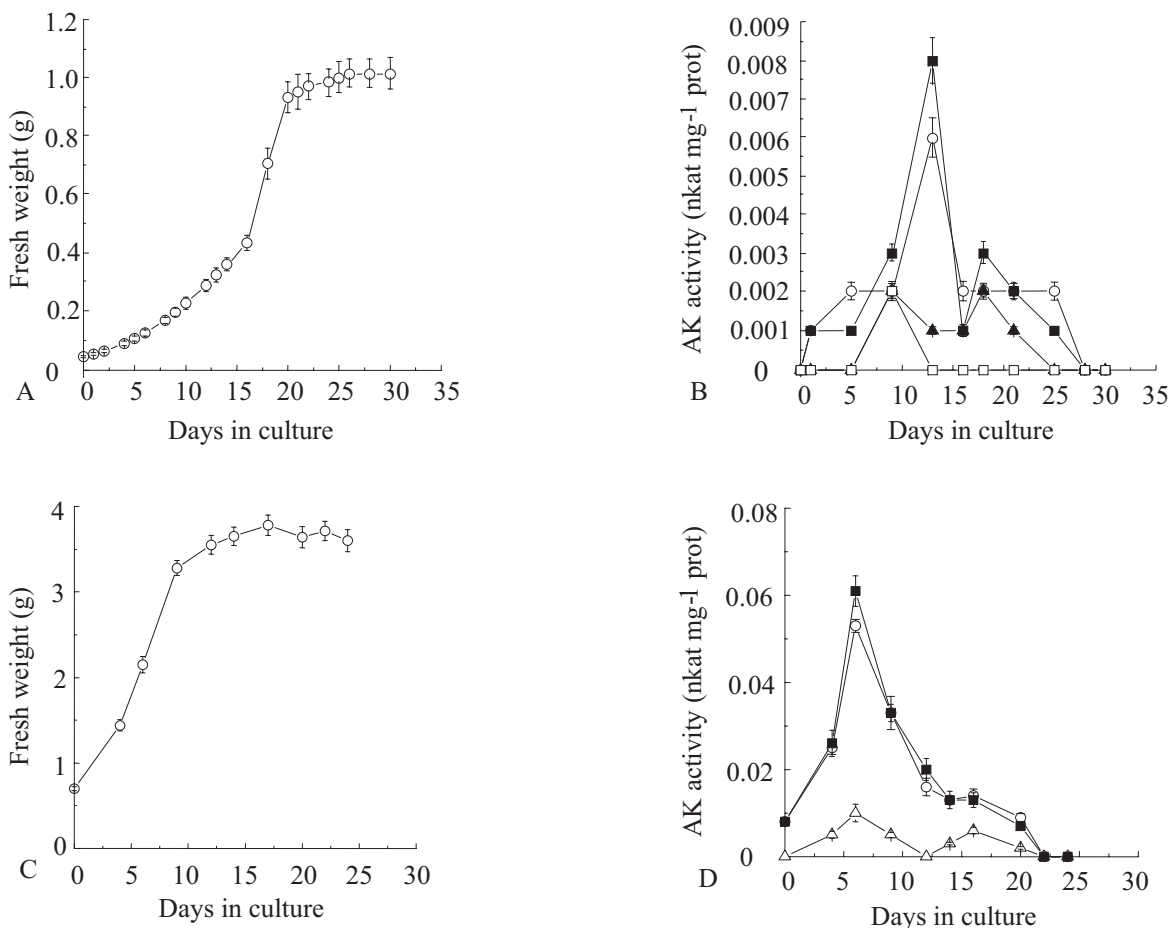 1.2
1.0
0.8
0.6
0.4
0.2
0
Fresh weight (g)
0 5 10 15 20 25 30 35
A
Days in culture
0.009
0.008
0.007
0.006
0.005
0.004
0.003
0.002
0.001
0
AK activity (nkat mg-1 prot)
0 5 10 15 20 25 30 35
B
Days in culture
4
3
2
1
0
Fresh weight (g)
0 5 10 15 20 25 30
C
Days in culture
0.08
0.06
0.04
0.02
0
AK activity (nkat mg-1 prot)
0 5 10 15 20 25 30
D
Days in culture